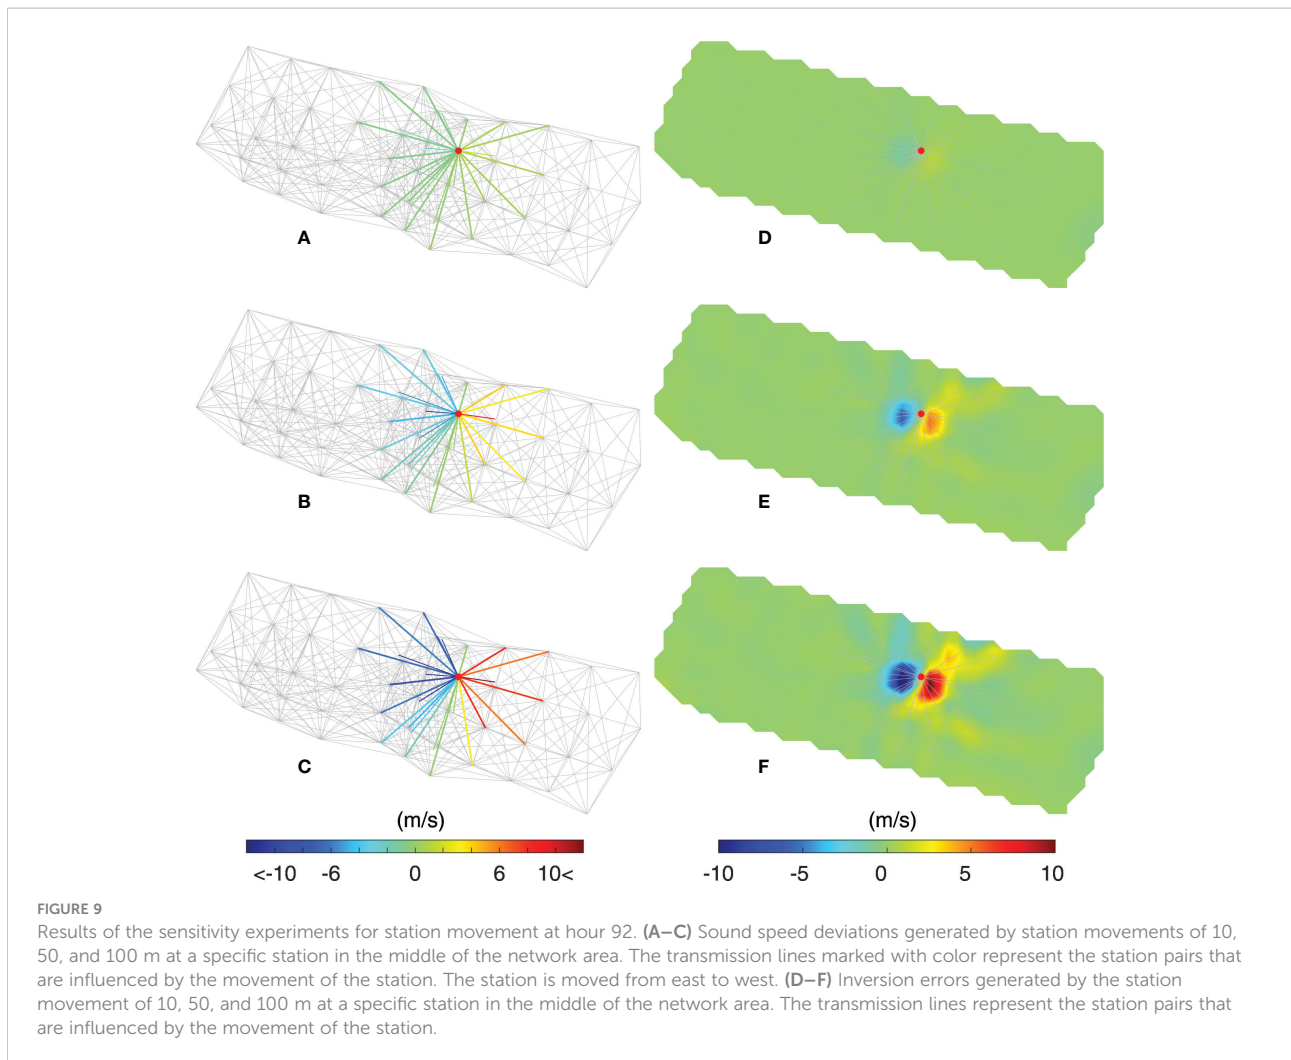 A
D
B
E
C
F
(m/s)
<-10 -6 0 6 10<
(m/s)
-10 -5 0 5 10
FIGURE 9
Results of the sensitivity experiments for station movement at hour 92. (A–C) Sound speed deviations generated by station movements of 10,
50, and 100 m at a specific station in the middle of the network area. The transmission lines marked with color represent the station pairs that
are influenced by the movement of the station. The station is moved from east to west. (D–F) Inversion errors generated by the station
movement of 10, 50, and 100 m at a specific station in the middle of the network area. The transmission lines represent the station pairs that
are influenced by the movement of the station.